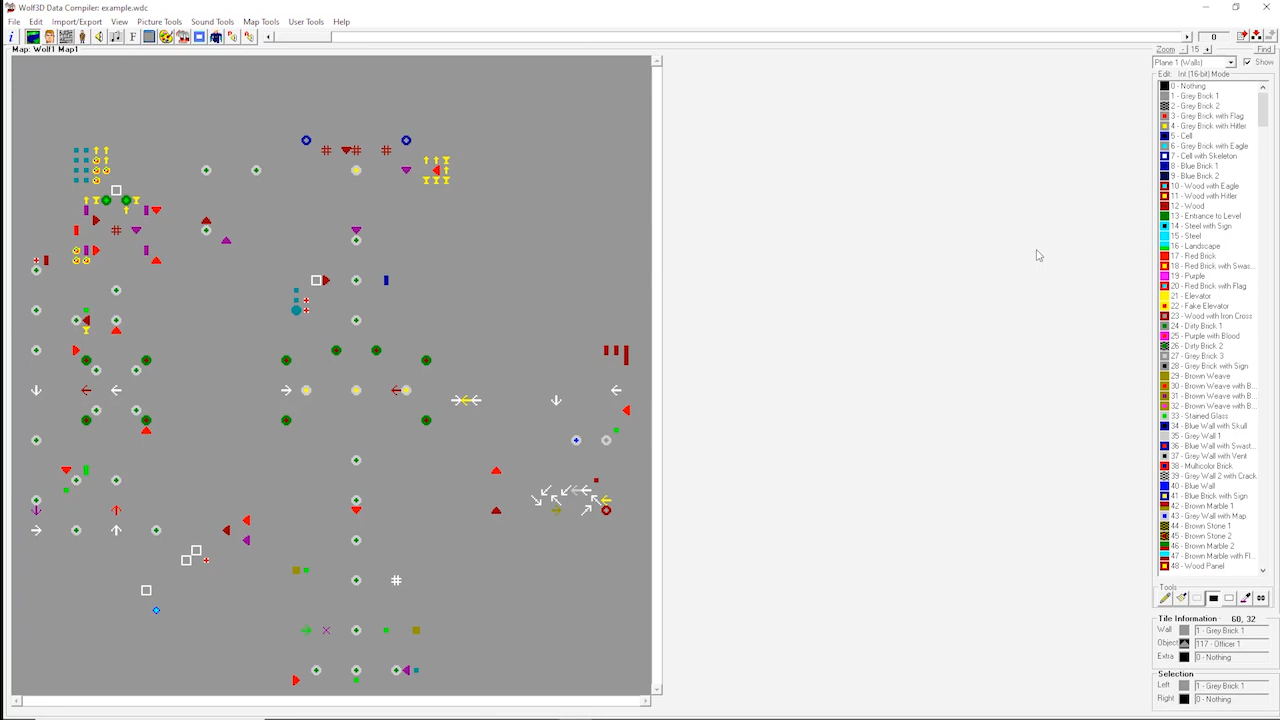 Wolf3D Data Compiler: example.wdc
File Edit Import/Export View Picture Tools Sound Tools Map Tools User Tools Help
i F 0
Map: Wolf1 Map1
Zoom - 15 + Find
Plane 1 (Walls) Show
Edit: Int (16-bit) Mode
0 - Nothing
1 - Grey Brick 1
2 - Grey Brick 2
3 - Grey Brick with Flag
4 - Grey Brick with Hitler
5 - Cell
6 - Grey Brick with Eagle
7 - Cell with Skeleton
8 - Blue Brick 1
9 - Blue Brick 2
10 - Wood with Eagle
11 - Wood with Hitler
12 - Wood
13 - Entrance to Level
14 - Steel with Sign
15 - Steel
16 - Landscape
17 - Red Brick
18 - Red Brick with Swas...
19 - Purple
20 - Red Brick with Flag
21 - Elevator
22 - Fake Elevator
23 - Wood with Iron Cross
24 - Dirty Brick 1
25 - Purple with Blood
26 - Dirty Brick 2
27 - Grey Brick 3
28 - Grey Brick with Sign
29 - Brown Weave
30 - Brown Weave with B...
31 - Brown Weave with B...
32 - Brown Weave with B...
33 - Stained Glass
34 - Blue Wall with Skull
35 - Grey Wall 1
36 - Blue Wall with Swast...
37 - Grey Wall with Vent
38 - Multicolor Brick
39 - Grey Wall 2 with Crack
40 - Blue Wall
41 - Blue Brick with Sign
42 - Brown Marble 1
43 - Grey Wall with Map
44 - Brown Stone 1
45 - Brown Stone 2
46 - Brown Marble 2
47 - Brown Marble with Fl...
48 - Wood Panel
Tools
Tile Information 60, 32
Wall 1 - Grey Brick 1
Object 117 - Officer 1
Extra 0 - Nothing
Selection
Left 1 - Grey Brick 1
Right 0 - Nothing